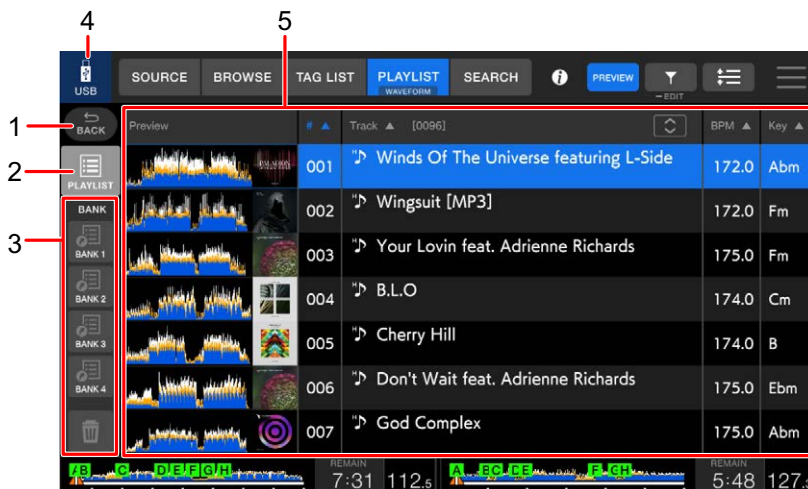 4 5
USB SOURCE BROWSE TAG LIST PLAYLIST SEARCH i PREVIEW
WAVEFORM
EDIT
1
BACK
Preview # ▲ Track ▲ [0096] BPM ▲ Key ▲
2
PLAYLIST
001 Winds Of The Universe featuring L-Side 172.0 Abm
3
BANK
BANK 1
BANK 2
BANK 3
BANK 4
002 Wingsuit [MP3] 172.0 Fm
003 Your Lovin feat. Adrienne Richards 175.0 Fm
004 B.L.O 174.0 Cm
005 Cherry Hill 174.0 B
006 Don't Wait feat. Adrienne Richards 175.0 Ebm
007 God Complex 175.0 Abm
A B C D E F G H REMAIN 7:31 112.5
A B C D E F G H REMAIN 5:48 127.